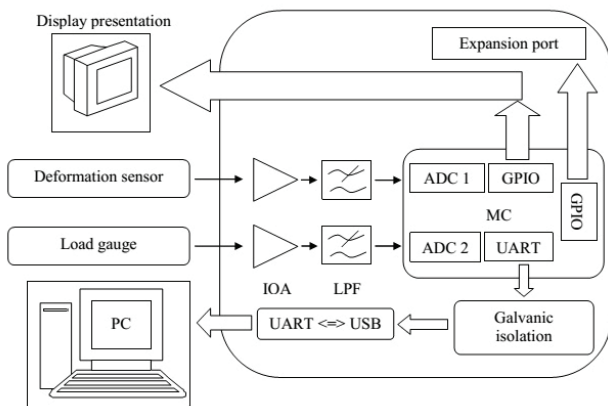 Display presentation
Expansion port
Deformation sensor
ADC 1
GPIO
GPIO
MC
Load gauge
ADC 2
UART
IOA
LPF
PC
UART <=> USB
Galvanic
isolation